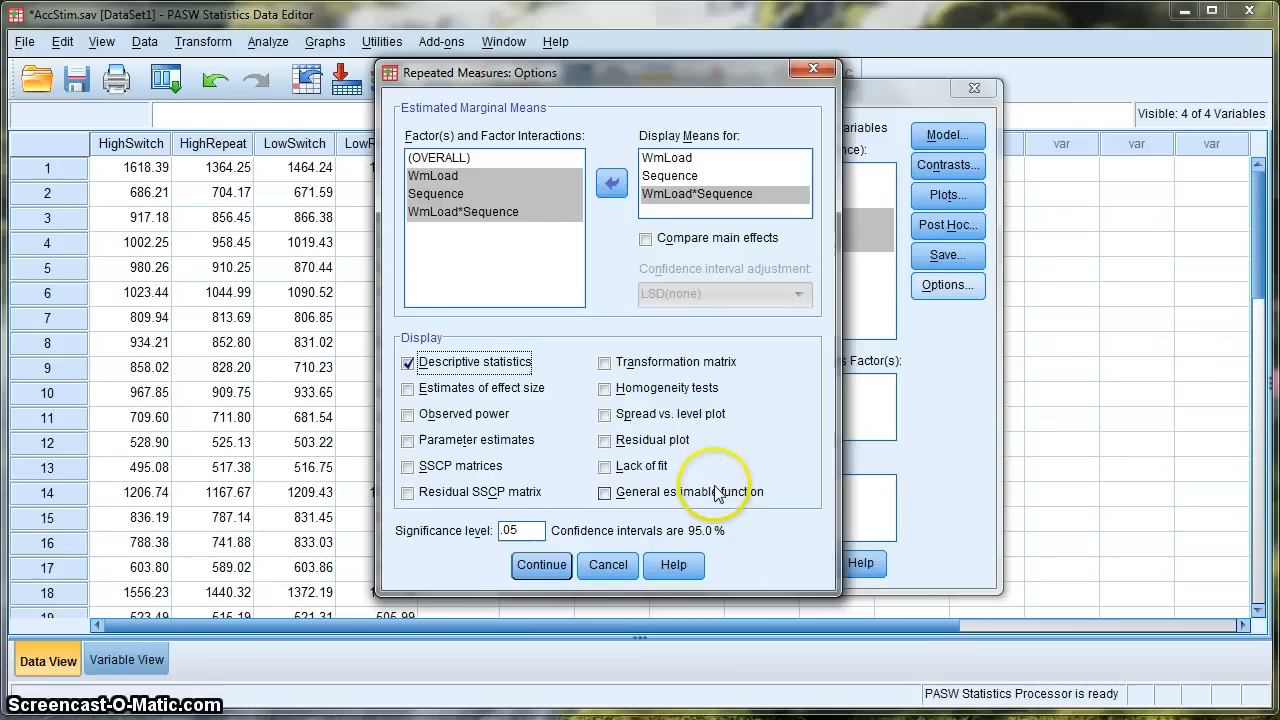 *AccStim.sav [DataSet1] - PASW Statistics Data Editor
File Edit View Data Transform Analyze Graphs Utilities Add-ons Window Help
Visible: 4 of 4 Variables
HighSwitch HighRepeat LowSwitch var var var
1 1618.39 1364.25 1464.24
2 686.21 704.17 671.59
3 917.18 856.45 866.38
4 1002.25 958.45 1019.43
5 980.26 910.25 870.44
6 1023.44 1044.99 1090.52
7 809.94 813.69 806.85
8 934.21 852.80 831.02
9 858.02 828.20 710.23
10 967.85 909.75 933.65
11 709.60 711.80 681.54
12 528.90 525.13 503.22
13 495.08 517.38 516.75
14 1206.74 1167.67 1209.43
15 836.19 787.14 831.45
16 788.38 741.88 833.03
17 603.80 589.02 603.86
18 1556.23 1440.32 1372.19
19 623.49 616.19 621.31 606.99
Repeated Measures: Options
Estimated Marginal Means
Factor(s) and Factor Interactions:
(OVERALL)
WmLoad
Sequence
WmLoad*Sequence
Display Means for:
WmLoad
Sequence
WmLoad*Sequence
Compare main effects
Confidence interval adjustment:
LSD(none)
Display
Descriptive statistics
Estimates of effect size
Observed power
Parameter estimates
SSCP matrices
Residual SSCP matrix
Transformation matrix
Homogeneity tests
Spread vs. level plot
Residual plot
Lack of fit
General estimable function
Significance level: .05 Confidence intervals are 95.0 %
Continue Cancel Help
Model...
Contrasts...
Plots...
Post Hoc...
Save...
Options...
Factor(s):
Help
Data View Variable View
PASW Statistics Processor is ready
Screencast-O-Matic.com